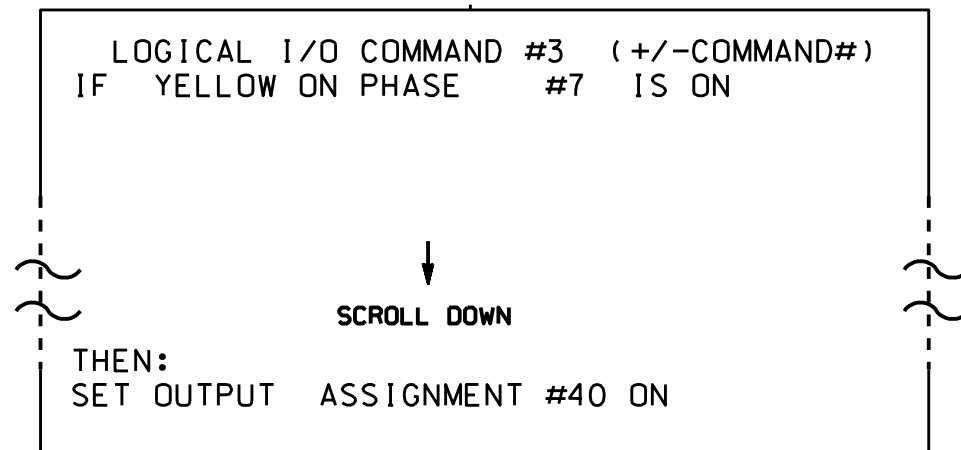 LOGICAL I/O COMMAND #3 (+/-COMMAND#)
IF YELLOW ON PHASE #7 IS ON
SCROLL DOWN
THEN:
SET OUTPUT ASSIGNMENT #40 ON